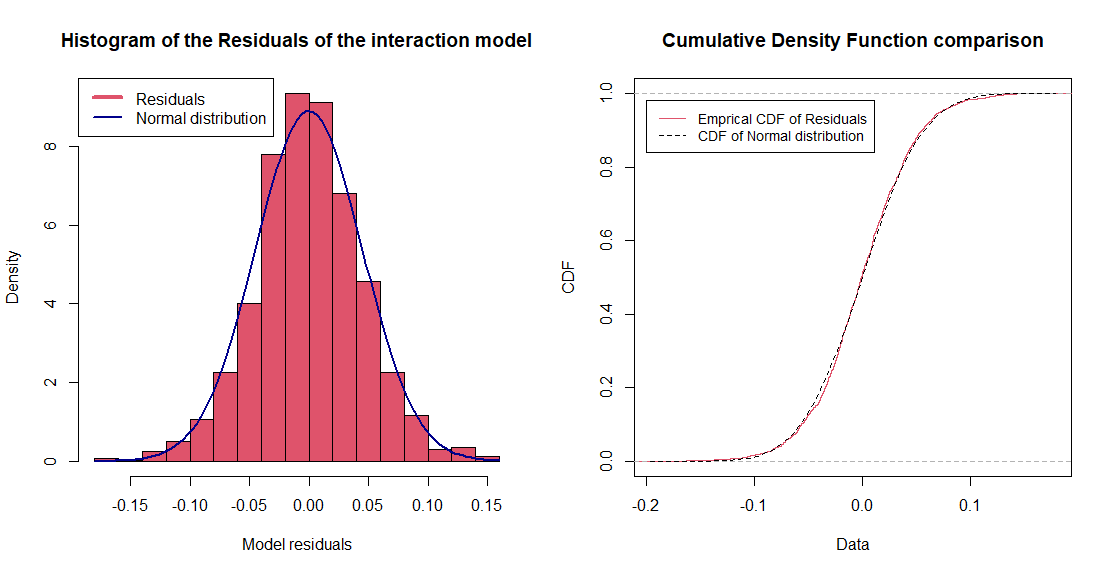 Histogram of the Residuals of the interaction model
Residuals
Normal distribution
Density
0
2
4
6
8
-0.15 -0.10 -0.05 0.00 0.05 0.10 0.15
Model residuals
Cumulative Density Function comparison
Emprical CDF of Residuals
CDF of Normal distribution
CDF
0.0
0.2
0.4
0.6
0.8
1.0
-0.2 -0.1 0.0 0.1
Data